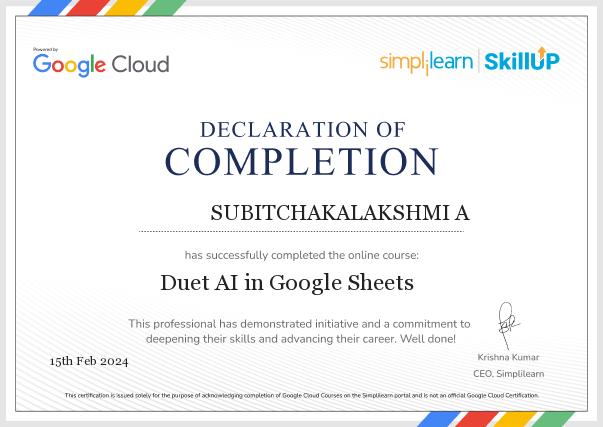 Powered by
Google Cloud
simplilearn | SkillUP
DECLARATION OF
COMPLETION
SUBITCHAKALAKSHMI A
has successfully completed the online course:
Duet AI in Google Sheets
This professional has demonstrated initiative and a commitment to
deepening their skills and advancing their career. Well done!
15th Feb 2024
Krishna Kumar
CEO, Simplilearn
This certification is issued solely for the purpose of acknowledging completion of Google Cloud Courses on the Simplilearn portal and is not an official Google Cloud Certification.